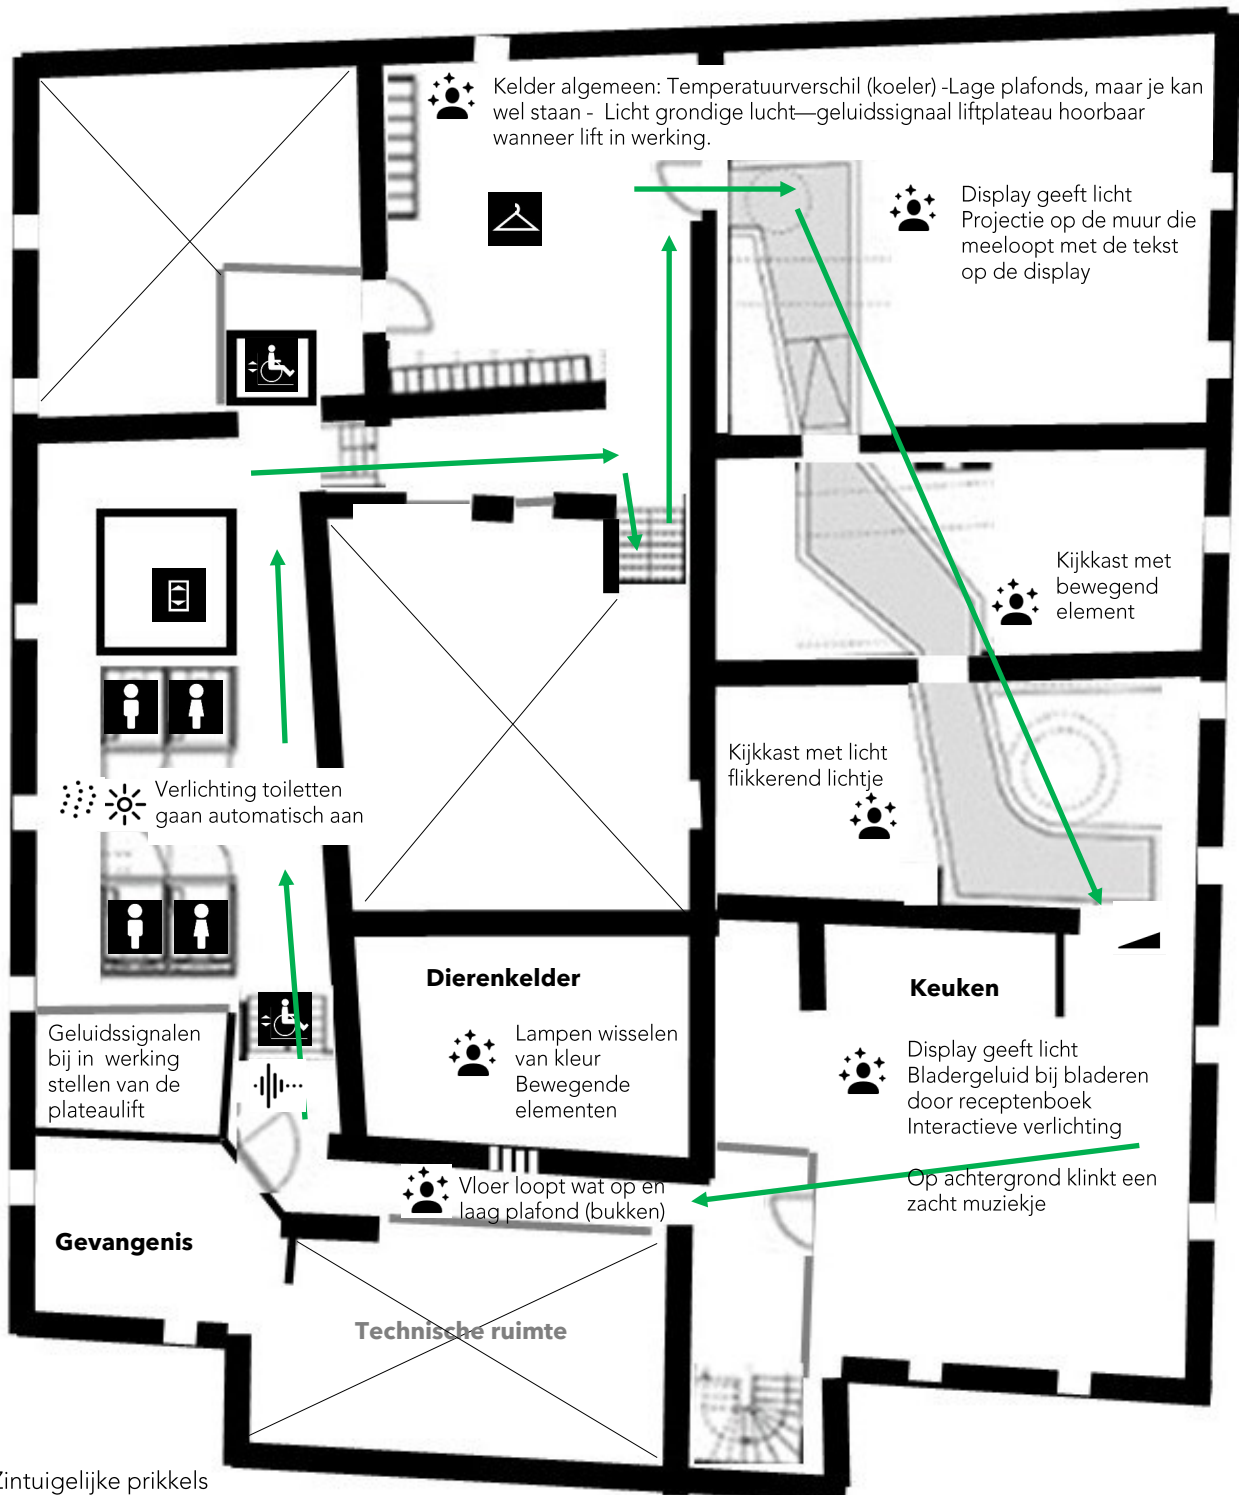 Kelder algemeen: Temperatuurverschil (koeler) -Lage plafonds, maar je kan
wel staan - Licht grondige lucht—geluidssignaal liftplateau hoorbaar
wanneer lift in werking.
Display geeft licht
Projectie op de muur die
meeloopt met de tekst
op de display
Kijkkast met
bewegend
element
Kijkkast met licht
flikkerend lichtje
Verlichting toiletten
gaan automatisch aan
Dierenkelder
Lampen wisselen
van kleur
Bewegende
elementen
Keuken
Display geeft licht
Bladergeluid bij bladeren
door receptenboek
Interactieve verlichting
Op achtergrond klinkt een
zacht muziekje
Geluidssignalen
bij in werking
stellen van de
plateaulift
Vloer loopt wat op en
laag plafond (bukken)
Gevangenis
Technische ruimte
Zintuigelijke prikkels